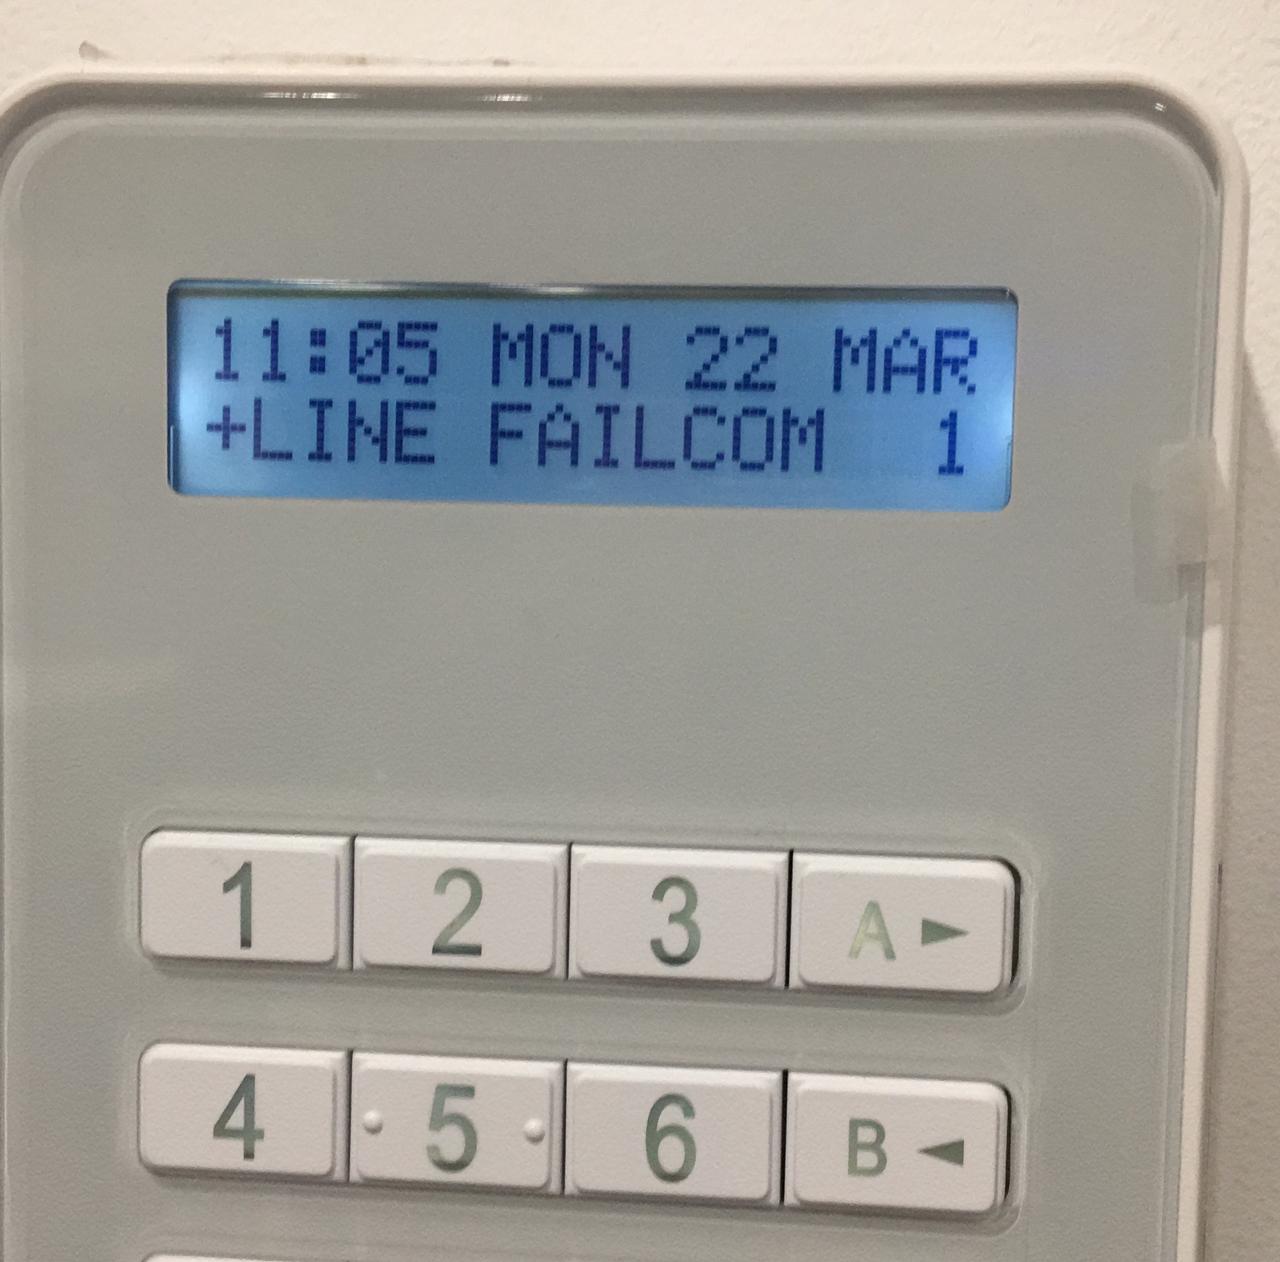 11:05 MON 22 MAR
+LINE FAILCOM 1
1 2 3 A ►
4 5 6 B ◄